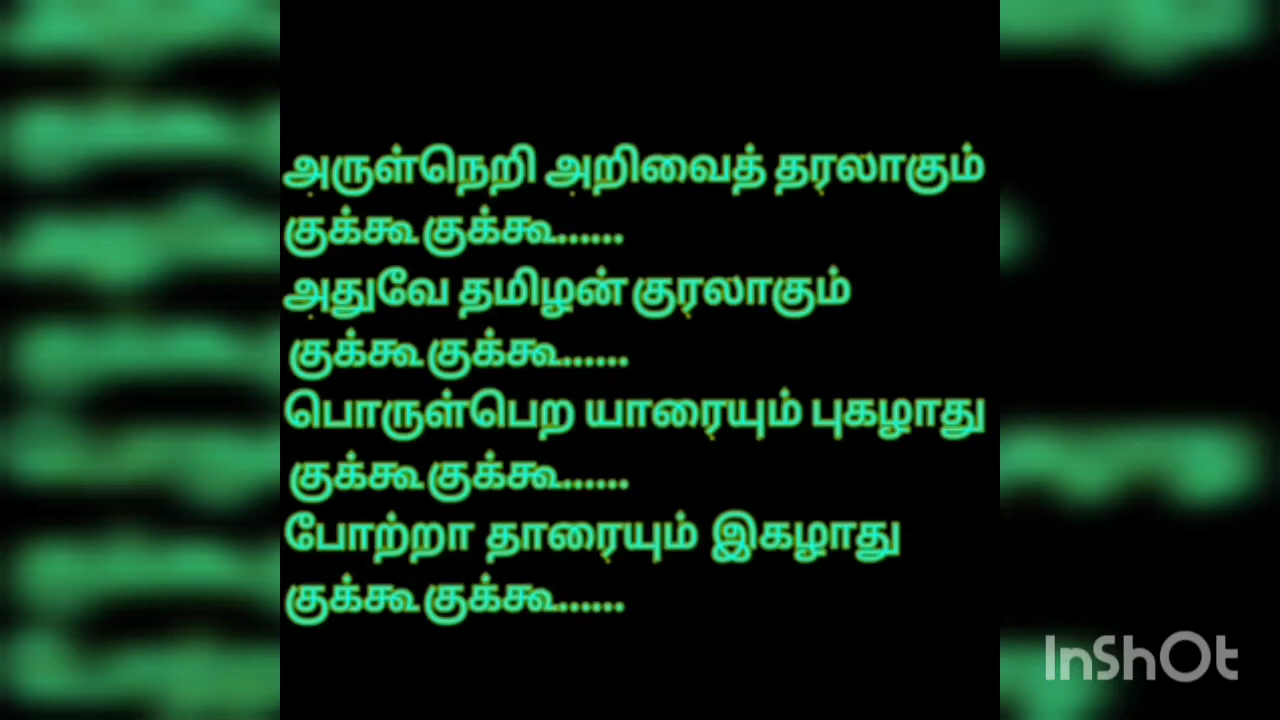 அருள்நெறி அறிவைத் தரலாகும்
குக்கூ குக்கூ......
அதுவே தமிழன் குரலாகும்
குக்கூ குக்கூ......
பொருள்பெற யாரையும் புகழாது
குக்கூ குக்கூ......
போற்றா தாரையும் இகழாது
குக்கூ குக்கூ......
InShOt